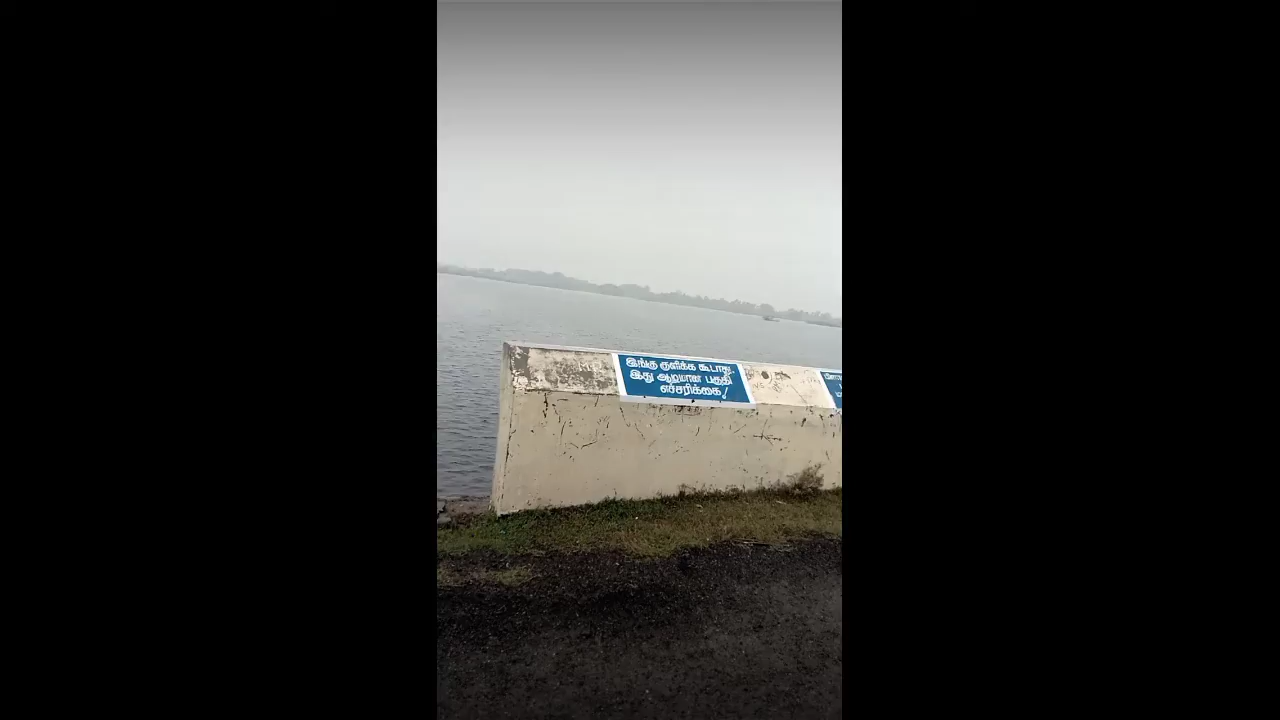 இங்கு குளிக்க கூடாது
இது ஆழமான பகுதி
எச்சரிக்கை!